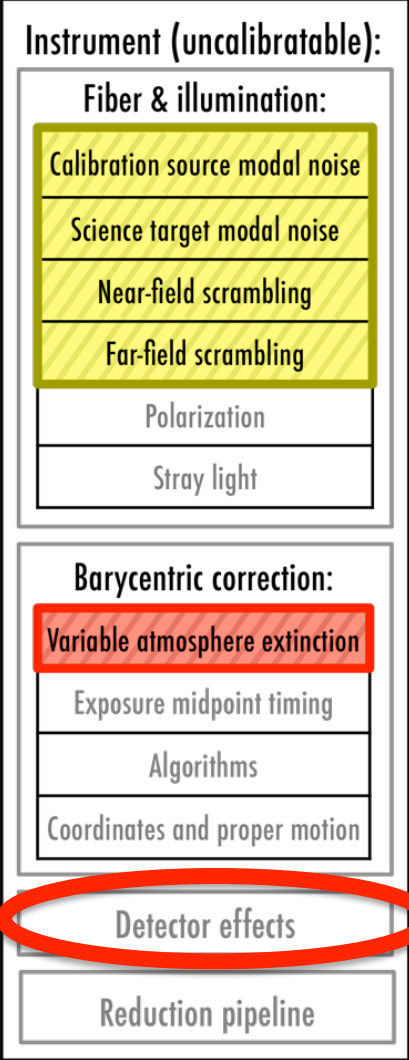 Instrument (uncalibratable):
Fiber & illumination:
Calibration source modal noise
Science target modal noise
Near-field scrambling
Far-field scrambling
Polarization
Stray light
Barycentric correction:
Variable atmosphere extinction
Exposure midpoint timing
Algorithms
Coordinates and proper motion
Detector effects
Reduction pipeline